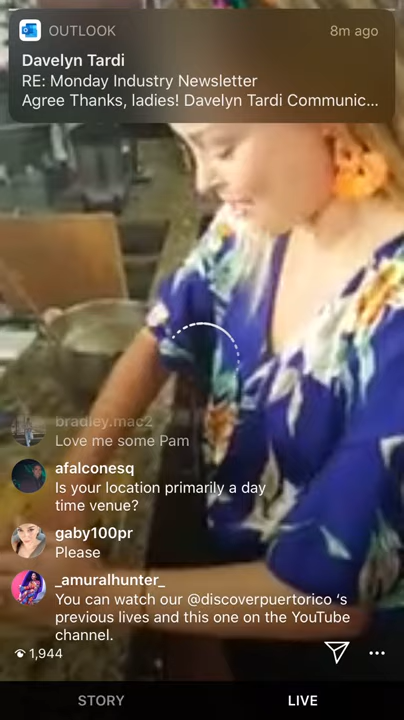 OUTLOOK
8m ago
Davelyn Tardi
RE: Monday Industry Newsletter
Agree Thanks, ladies! Davelyn Tardi Communic...
bradley.mac2
Love me some Pam
afalconesq
Is your location primarily a day
time venue?
gaby100pr
Please
_amuralhunter_
You can watch our @discoverpuertorico ‘s
previous lives and this one on the YouTube
channel.
1,944
STORY
LIVE